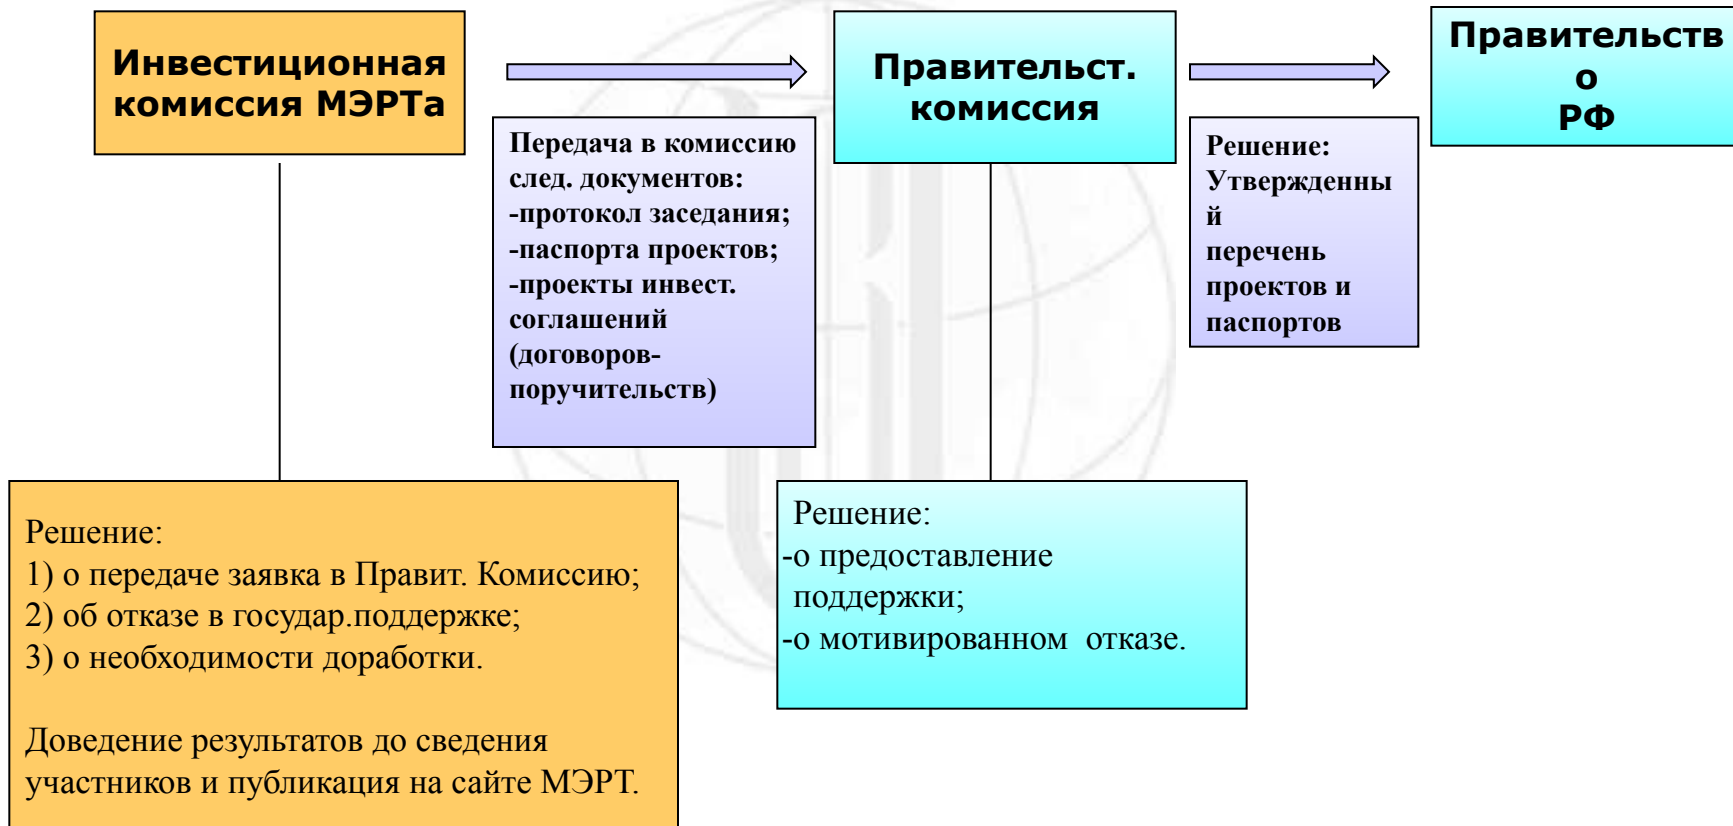 Инвестиционная
комиссия МЭРТа
Передача в комиссию
след. документов:
-протокол заседания;
-паспорта проектов;
-проекты инвест.
соглашений
(договоров-
поручительств)
Правительст.
комиссия
Решение:
Утвержденны
й
перечень
проектов и
паспортов
Правительств
о
РФ
Решение:
1) о передаче заявка в Правит. Комиссию;
2) об отказе в государ.поддержке;
3) о необходимости доработки.
Доведение результатов до сведения
участников и публикация на сайте МЭРТ.
Решение:
-о предоставление
поддержки;
-о мотивированном отказе.